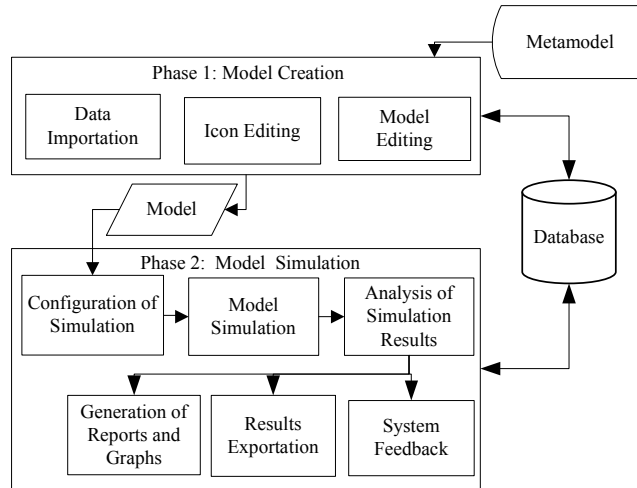 Metamodel
Phase 1: Model Creation
Data
Importation
Icon Editing
Model
Editing
Model
Database
Phase 2:  Model  Simulation
Configuration of
Simulation
Model
Simulation
Analysis of
Simulation
Results
Generation of
Reports and
Graphs
Results
Exportation
System
Feedback